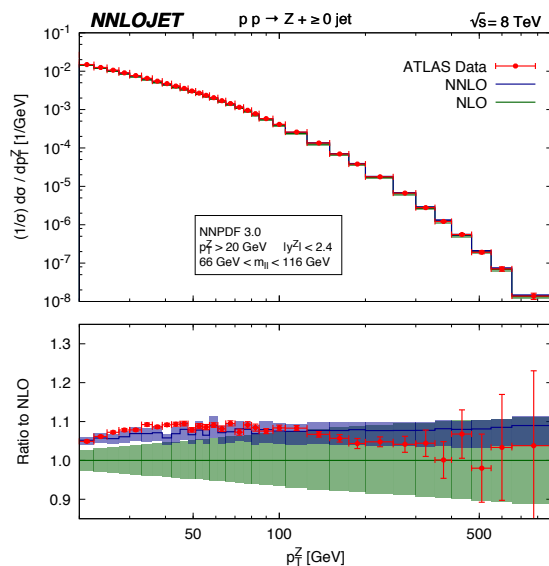 NNLOJET p p → Z + ≥ 0 jet √s = 8 TeV
10⁻¹
10⁻²
10⁻³
10⁻⁴
10⁻⁵
10⁻⁶
10⁻⁷
10⁻⁸
(1/σ) dσ / dp_T^Z [1/GeV]
ATLAS Data
NNLO
NLO
NNPDF 3.0
p_T^Z > 20 GeV |y^Z| < 2.4
66 GeV < m_ll < 116 GeV
1.3
1.2
1.1
1.0
0.9
Ratio to NLO
50 100 500
p_T^Z [GeV]